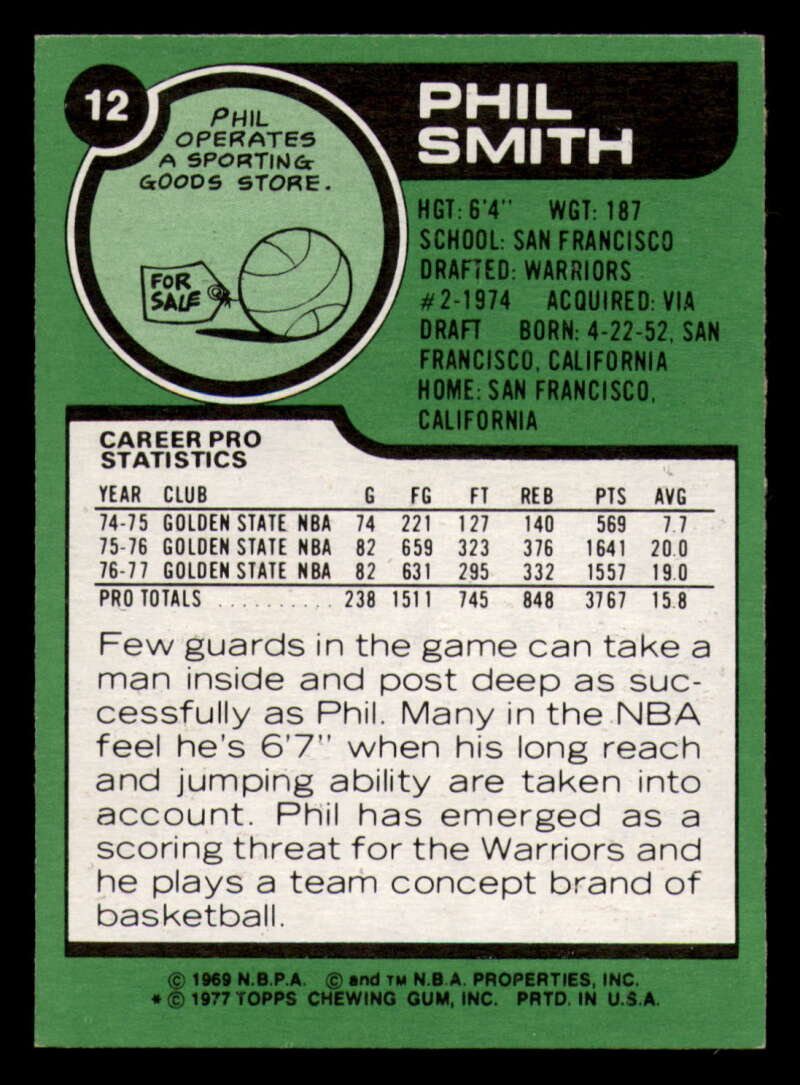 12
PHIL
OPERATES
A SPORTING
GOODS STORE.
FOR
SALE
PHIL
SMITH
HGT: 6'4" WGT: 187
SCHOOL: SAN FRANCISCO
DRAFTED: WARRIORS
#2-1974 ACQUIRED: VIA
DRAFT BORN: 4-22-52, SAN
FRANCISCO, CALIFORNIA
HOME: SAN FRANCISCO,
CALIFORNIA
CAREER PRO
STATISTICS
YEAR CLUB G FG FT REB PTS AVG
74-75 GOLDEN STATE NBA 74 221 127 140 569 7.7
75-76 GOLDEN STATE NBA 82 659 323 376 1641 20.0
76-77 GOLDEN STATE NBA 82 631 295 332 1557 19.0
PRO TOTALS .......... 238 1511 745 848 3767 15.8
Few guards in the game can take a
man inside and post deep as suc-
cessfully as Phil. Many in the NBA
feel he's 6'7" when his long reach
and jumping ability are taken into
account. Phil has emerged as a
scoring threat for the Warriors and
he plays a team concept brand of
basketball.
© 1969 N.B.P.A. © and TM N.B.A. PROPERTIES, INC.
* © 1977 TOPPS CHEWING GUM, INC. PRTD. IN U.S.A.